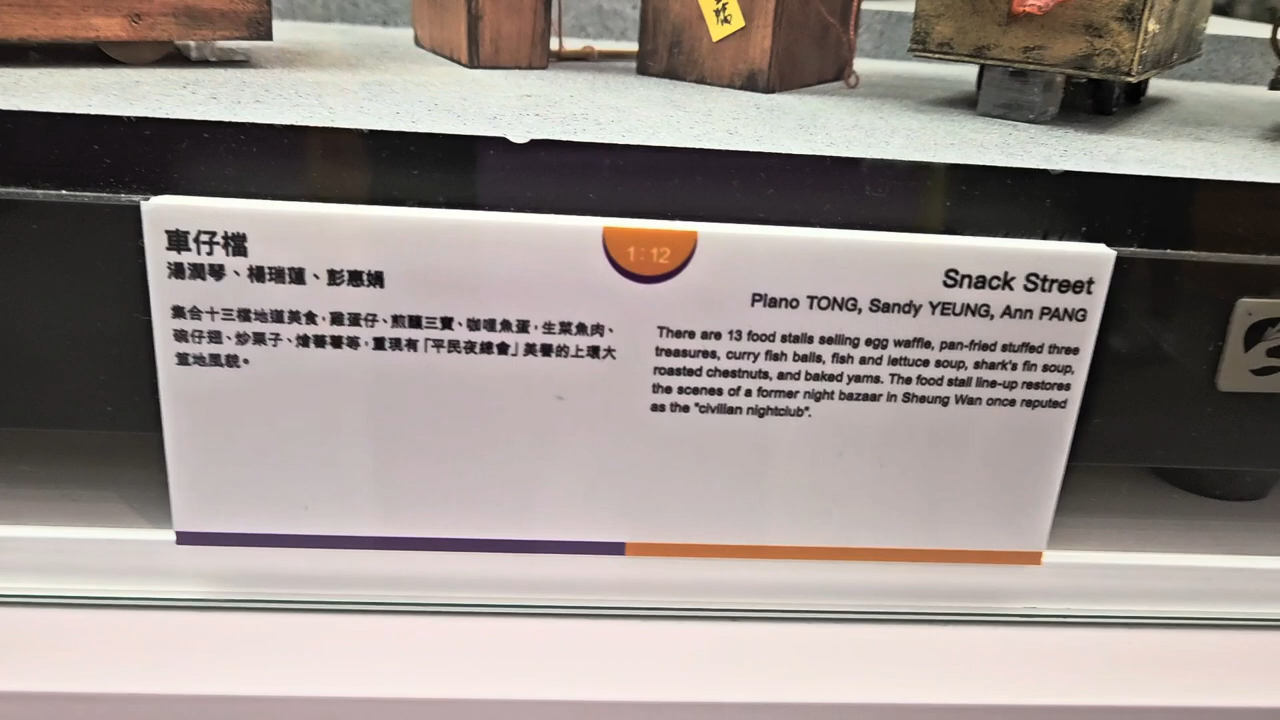 車仔檔
湯潤琴、楊瑞蓮、彭惠娟
集合十三檔地道美食，雞蛋仔、煎釀三寶、咖哩魚蛋，生菜魚肉、
碗仔翅、炒栗子、燴蕃薯等，重現有「平民夜總會」美譽的上環大
笪地風貌。
1:12
Snack Street
Piano TONG, Sandy YEUNG, Ann PANG
There are 13 food stalls selling egg waffle, pan-fried stuffed three
treasures, curry fish balls, fish and lettuce soup, shark's fin soup,
roasted chestnuts, and baked yams. The food stall line-up restores
the scenes of a former night bazaar in Sheung Wan once reputed
as the "civilian nightclub".